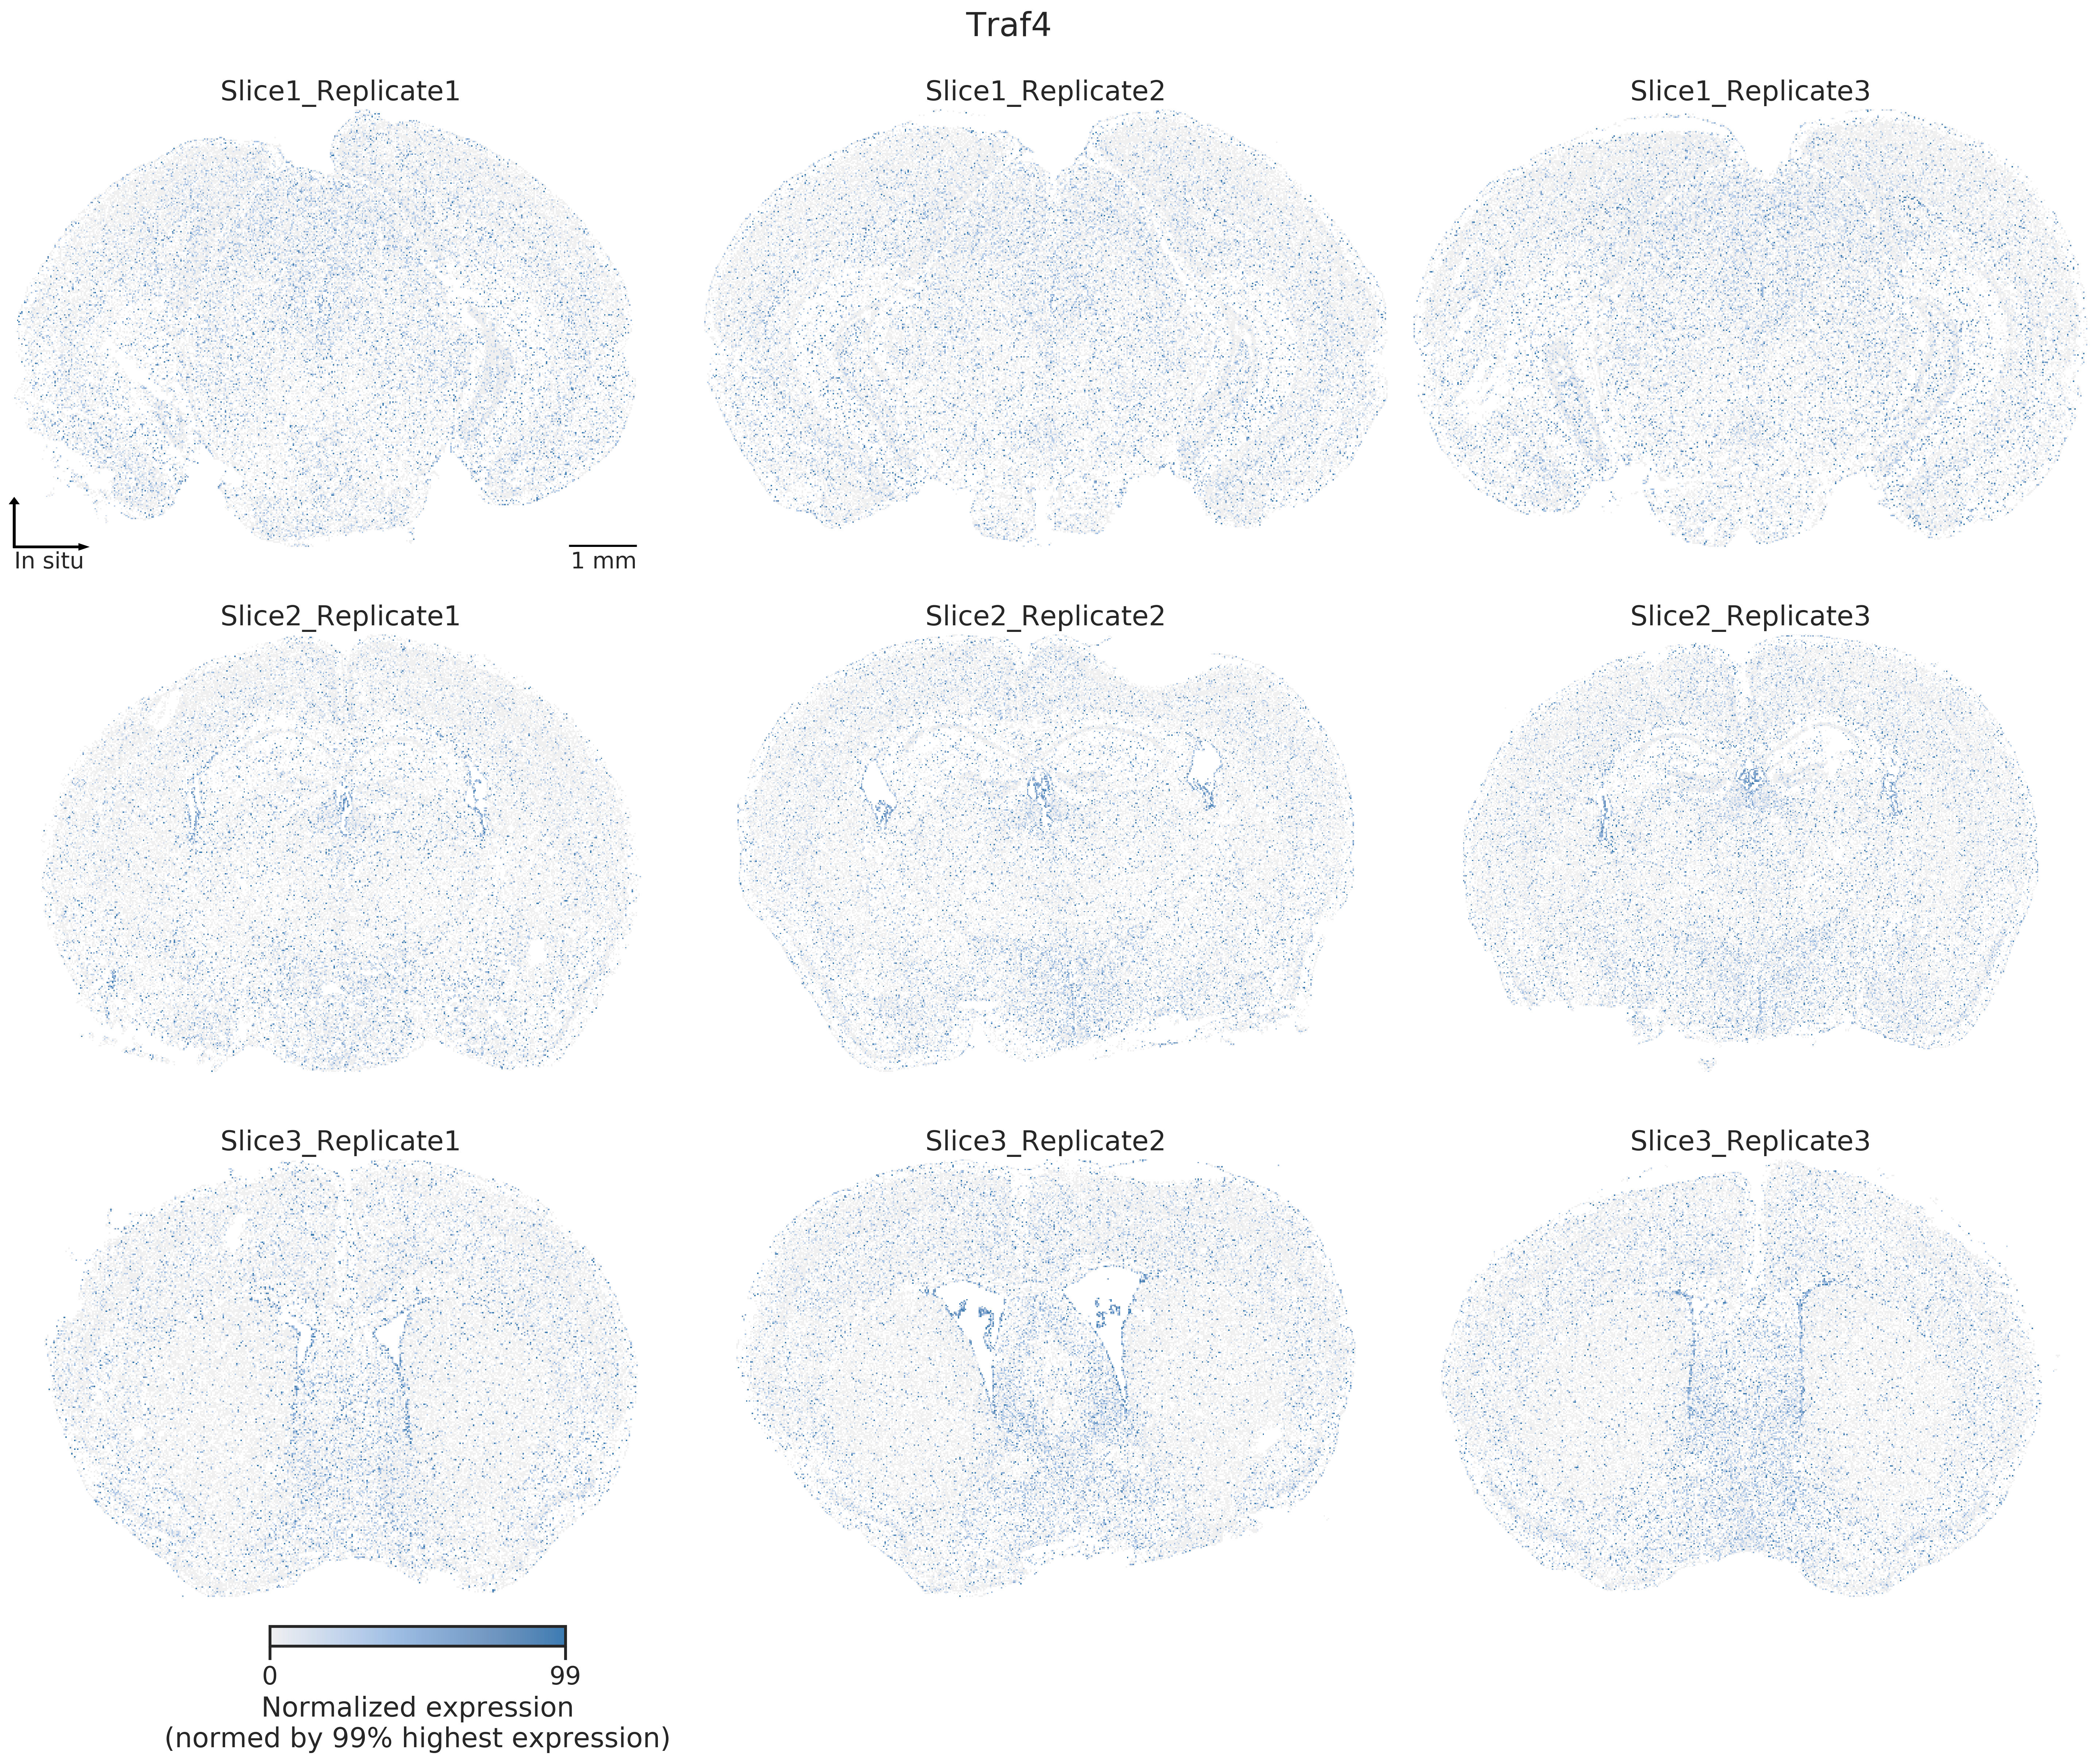 Traf4
Slice1_Replicate1
Slice1_Replicate2
Slice1_Replicate3
In situ
1 mm
Slice2_Replicate1
Slice2_Replicate2
Slice2_Replicate3
Slice3_Replicate1
Slice3_Replicate2
Slice3_Replicate3
0
99
Normalized expression
(normed by 99% highest expression)